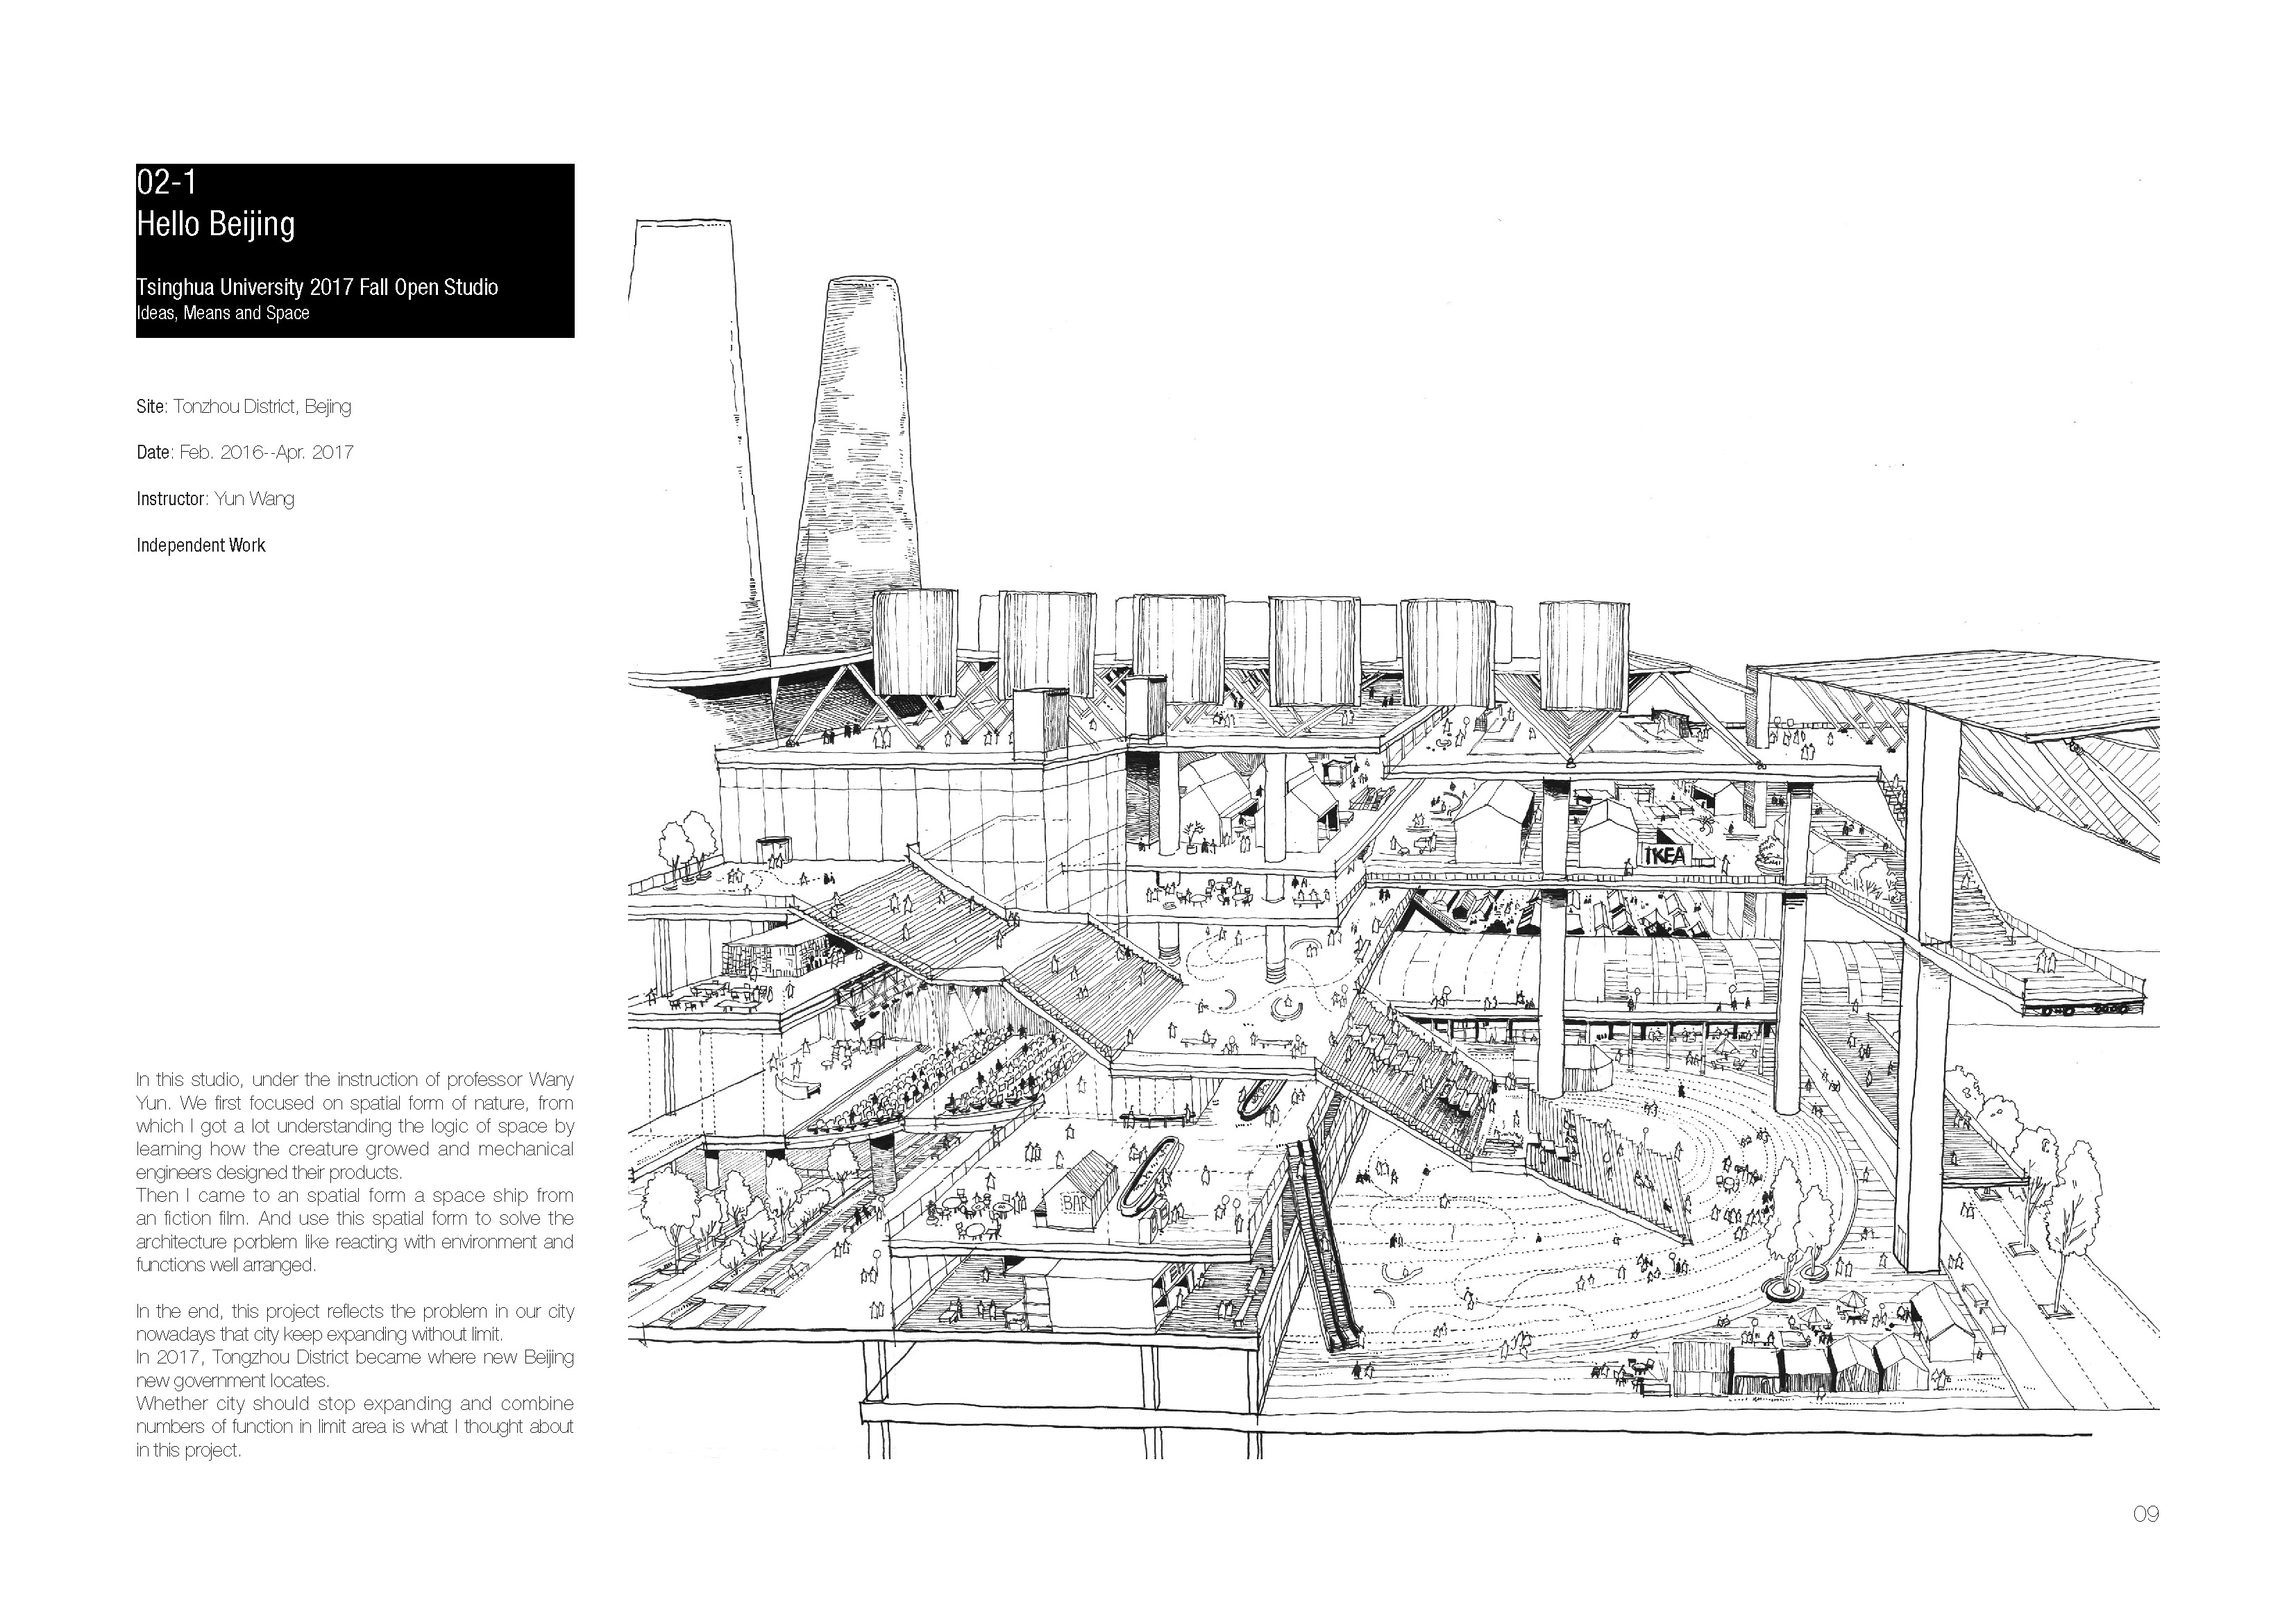 02-1
Hello Beijing
Tsinghua University 2017 Fall Open Studio
Ideas, Means and Space
Site: Tonzhou District, Bejing
Date: Feb. 2016--Apr. 2017
Instructor: Yun Wang
Independent Work
In this studio, under the instruction of professor Wany
Yun. We first focused on spatial form of nature, from
which I got a lot understanding the logic of space by
learning how the creature growed and mechanical
engineers designed their products.
Then I came to an spatial form a space ship from
an fiction film. And use this spatial form to solve the
architecture porblem like reacting with environment and
functions well arranged.
In the end, this project reflects the problem in our city
nowadays that city keep expanding without limit.
In 2017, Tongzhou District became where new Beijing
new government locates.
Whether city should stop expanding and combine
numbers of function in limit area is what I thought about
in this project.
IKEA
BAR
09